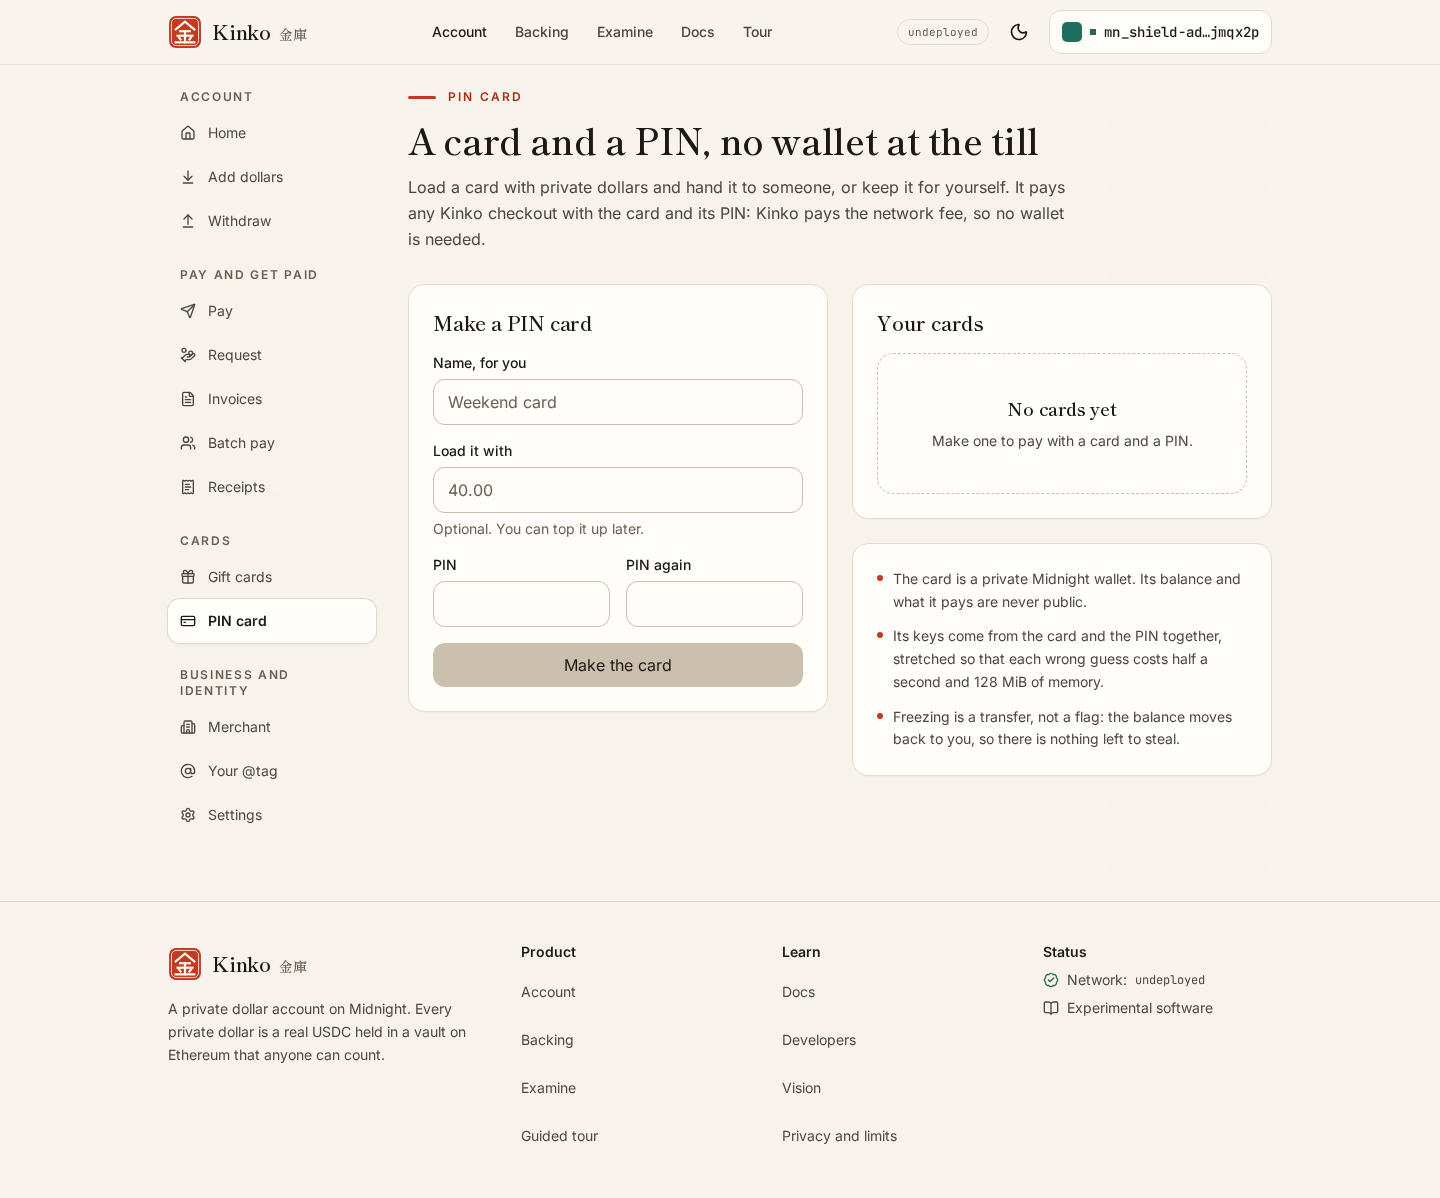 Kinko 金庫
Account
Backing
Examine
Docs
Tour
undeployed
mn_shield-ad…jmqx2p
ACCOUNT
Home
Add dollars
Withdraw
PAY AND GET PAID
Pay
Request
Invoices
Batch pay
Receipts
CARDS
Gift cards
PIN card
BUSINESS AND
IDENTITY
Merchant
Your @tag
Settings
PIN CARD
A card and a PIN, no wallet at the till
Load a card with private dollars and hand it to someone, or keep it for yourself. It pays
any Kinko checkout with the card and its PIN: Kinko pays the network fee, so no wallet
is needed.
Make a PIN card
Name, for you
Weekend card
Load it with
40.00
Optional. You can top it up later.
PIN
PIN again
Make the card
Your cards
No cards yet
Make one to pay with a card and a PIN.
The card is a private Midnight wallet. Its balance and
what it pays are never public.
Its keys come from the card and the PIN together,
stretched so that each wrong guess costs half a
second and 128 MiB of memory.
Freezing is a transfer, not a flag: the balance moves
back to you, so there is nothing left to steal.
Kinko 金庫
A private dollar account on Midnight. Every
private dollar is a real USDC held in a vault on
Ethereum that anyone can count.
Product
Account
Backing
Examine
Guided tour
Learn
Docs
Developers
Vision
Privacy and limits
Status
Network: undeployed
Experimental software